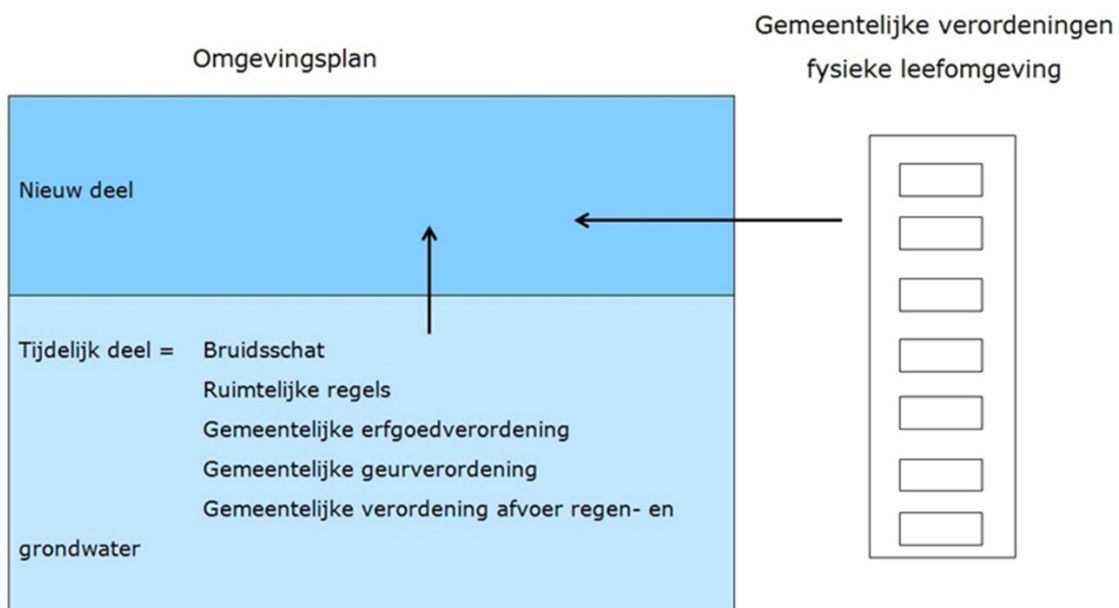 Omgevingsplan
Gemeentelijke verordeningen
fysieke leefomgeving
Nieuw deel
Tijdelijk deel = Bruidsschat
Ruimtelijke regels
Gemeentelijke erfgoedverordening
Gemeentelijke geurverordening
Gemeentelijke verordening afvoer regen- en
grondwater